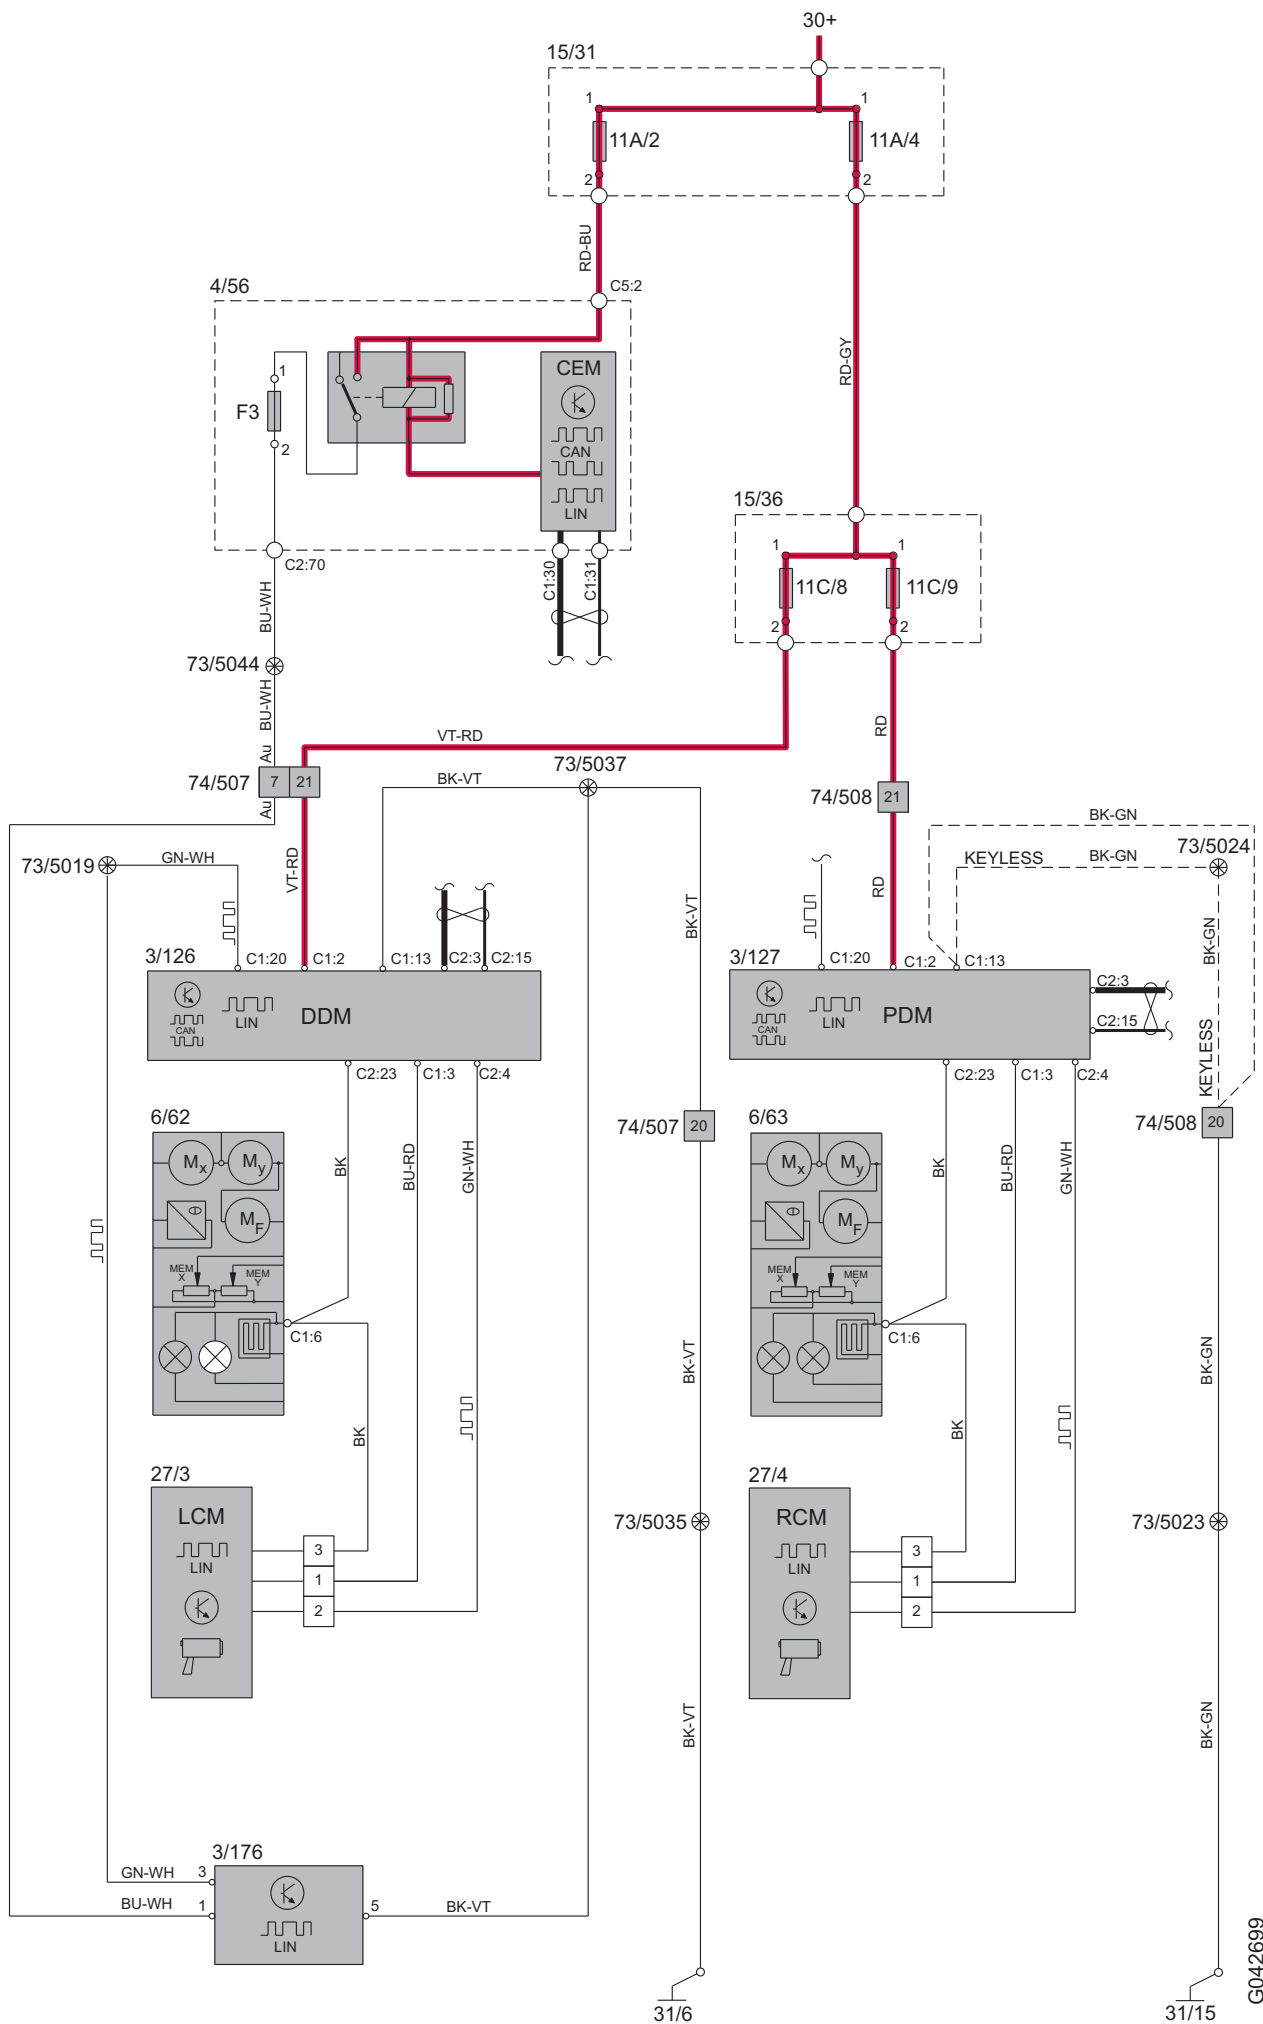 30+
15/31
1
1
11A/2
11A/4
2
2
RD-BU
4/56
C5:2
RD-GY
CEM
1
F3
CAN
2
LIN
15/36
C2:70
C1:30
C1:31
1
1
11C/8
11C/9
2
2
BU-WH
73/5044
BU-WH
RD
VT-RD
Au
73/5037
74/507
7
21
BK-VT
74/508
21
Au
BK-GN
73/5019
GN-WH
VT-RD
KEYLESS
BK-GN
73/5024
RD
BK-VT
BK-GN
3/126
C1:20
C1:2
C1:13
C2:3
C2:15
3/127
C1:20
C1:2
C1:13
C2:3
CAN
LIN
DDM
CAN
LIN
PDM
C2:15
KEYLESS
C2:23
C1:3
C2:4
C2:23
C1:3
C2:4
6/62
74/507
20
6/63
74/508
20
Mx
My
BK
BU-RD
GN-WH
Mx
My
BK
BU-RD
GN-WH
MF
MF
MEM
X
MEM
Y
MEM
X
MEM
Y
C1:6
C1:6
BK-VT
BK-GN
BK
BK
27/3
27/4
LCM
RCM
73/5035
73/5023
LIN
3
LIN
3
1
1
2
2
BK-VT
BK-GN
3/176
GN-WH
3
BU-WH
1
5
BK-VT
LIN
31/6
31/15
G042699